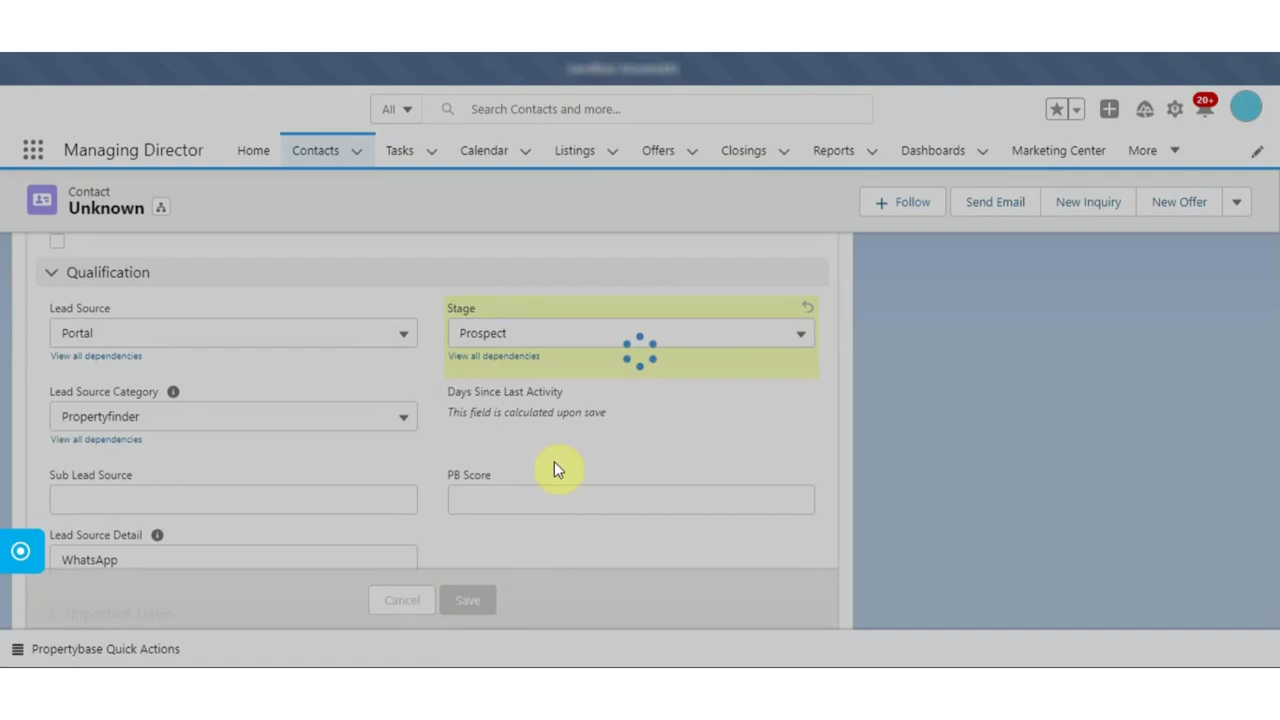 All
Search Contacts and more...
20+
Managing Director
Home
Contacts
Tasks
Calendar
Listings
Offers
Closings
Reports
Dashboards
Marketing Center
More
Contact
Unknown
Follow
Send Email
New Inquiry
New Offer
Qualification
Lead Source
Stage
Portal
Prospect
View all dependencies
View all dependencies
Lead Source Category
Days Since Last Activity
This field is calculated upon save
Propertyfinder
View all dependencies
Sub Lead Source
PB Score
Lead Source Detail
WhatsApp
Cancel
Save
Important Dates
Propertybase Quick Actions